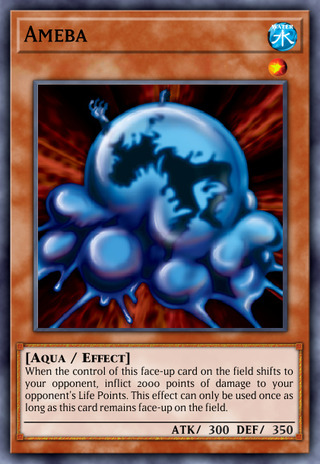 AMEBA
WATER
水
[AQUA / EFFECT]
When the control of this face-up card on the field shifts to
your opponent, inflict 2000 points of damage to your
opponent's Life Points. This effect can only be used once as
long as this card remains face-up on the field.
ATK/ 300 DEF/ 350